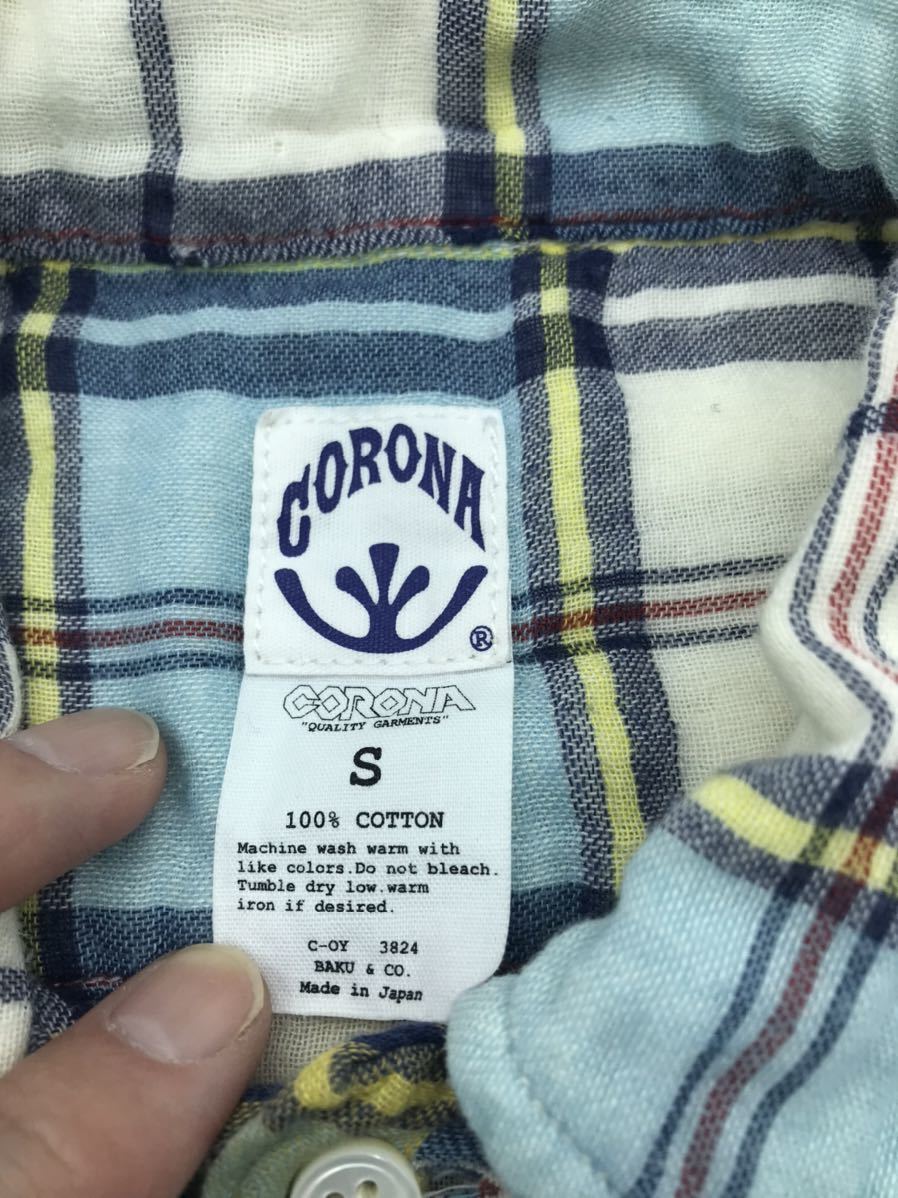 CORONA
®
CORONA
"QUALITY GARMENTS"
S
100% COTTON
Machine wash warm with
like colors.Do not bleach.
Tumble dry low.warm
iron if desired.
C-OY 3824
BAKU & CO.
Made in Japan